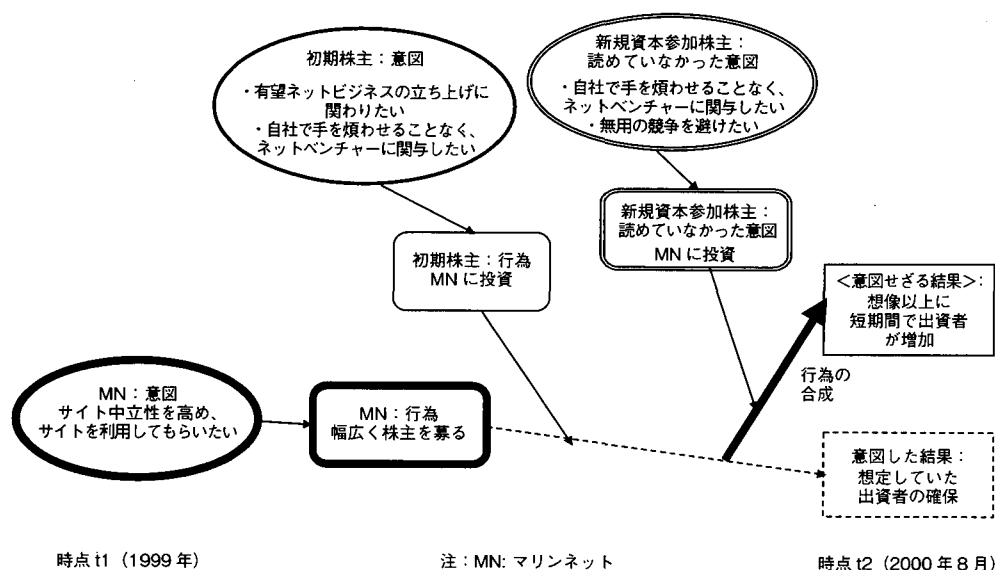 初期株主：意図
・有望ネットビジネスの立ち上げに
関わりたい
・自社で手を煩わせることなく、
ネットベンチャーに関与したい
新規資本参加株主：
読めていなかった意図
・自社で手を煩わせることなく、
ネットベンチャーに関与したい
・無用の競争を避けたい
初期株主：行為
MNに投資
新規資本参加株主：
読めていなかった意図
MNに投資
＜意図せざる結果＞：
想像以上に
短期間で出資者
が増加
行為の
合成
MN：意図
サイト中立性を高め、
サイトを利用してもらいたい
MN：行為
幅広く株主を募る
意図した結果：
想定していた
出資者の確保
時点 t1（1999 年）
注：MN: マリンネット
時点 t2（2000 年 8 月）